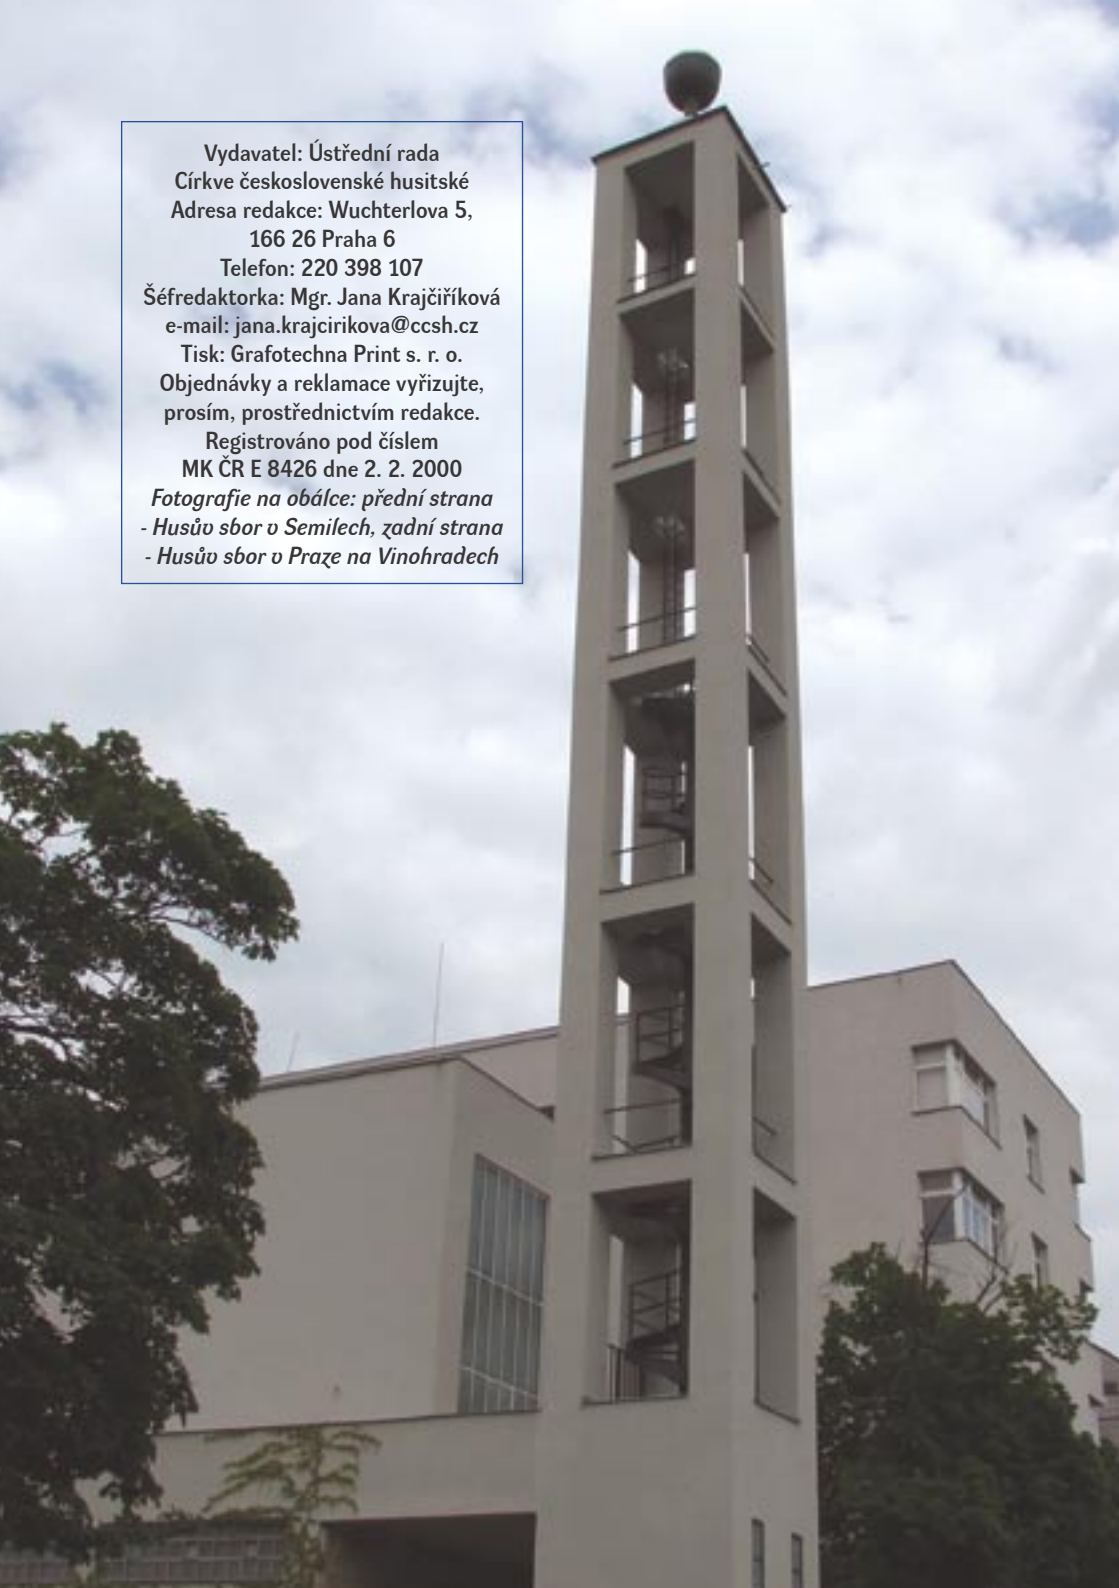 Vydavatel: Ústřední rada
Církve československé husitské
Adresa redakce: Wuchterlova 5,
166 26 Praha 6
Telefon: 220 398 107
Šéfredaktorka: Mgr. Jana Krajčiříková
e-mail: jana.krajcirikova@ccsh.cz
Tisk: Grafotechna Print s. r. o.
Objednávky a reklamace vyřizujte,
prosím, prostřednictvím redakce.
Registrováno pod číslem
MK ČR E 8426 dne 2. 2. 2000
Fotografie na obálce: přední strana
- Husův sbor v Semilech, zadní strana
- Husův sbor v Praze na Vinohradech